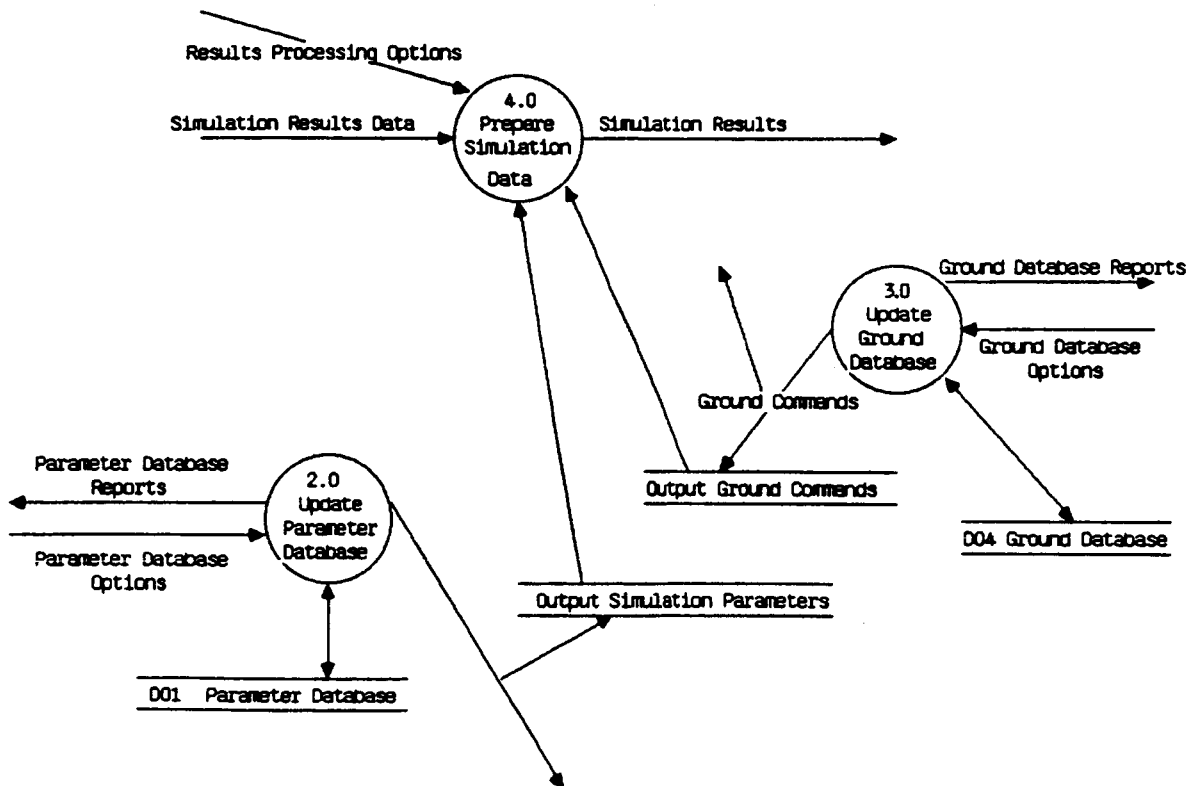 Results Processing Options
4.0
Prepare
Simulation
Data
Simulation Results Data
Simulation Results
Ground Database Reports
3.0
Update
Ground
Database
Ground Database
Options
Ground Commands
Parameter Database
Reports
2.0
Update
Parameter
Database
Parameter Database
Options
Output Ground Commands
D04 Ground Database
Output Simulation Parameters
D01 Parameter Database